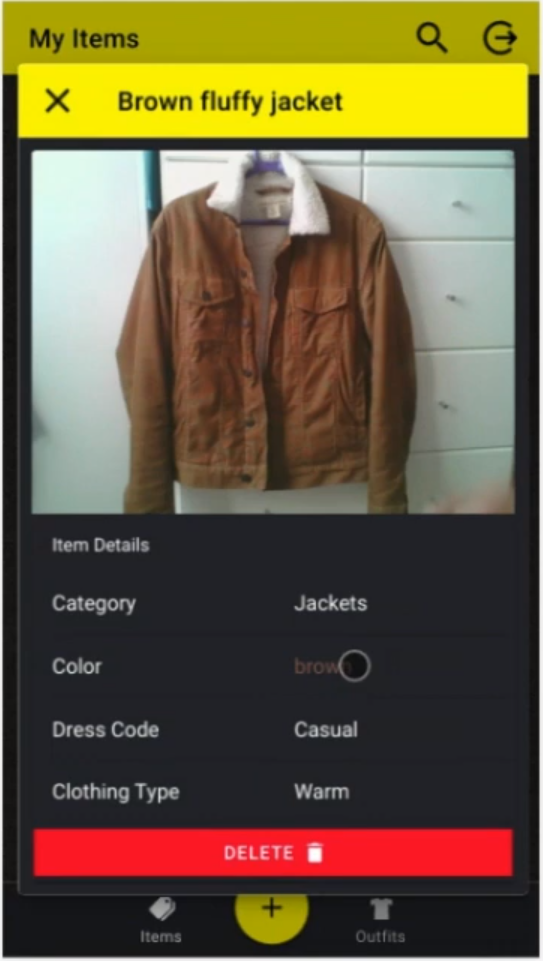 My Items
Brown fluffy jacket
Item Details
Category Jackets
Color brown
Dress Code Casual
Clothing Type Warm
DELETE
Items Outfits